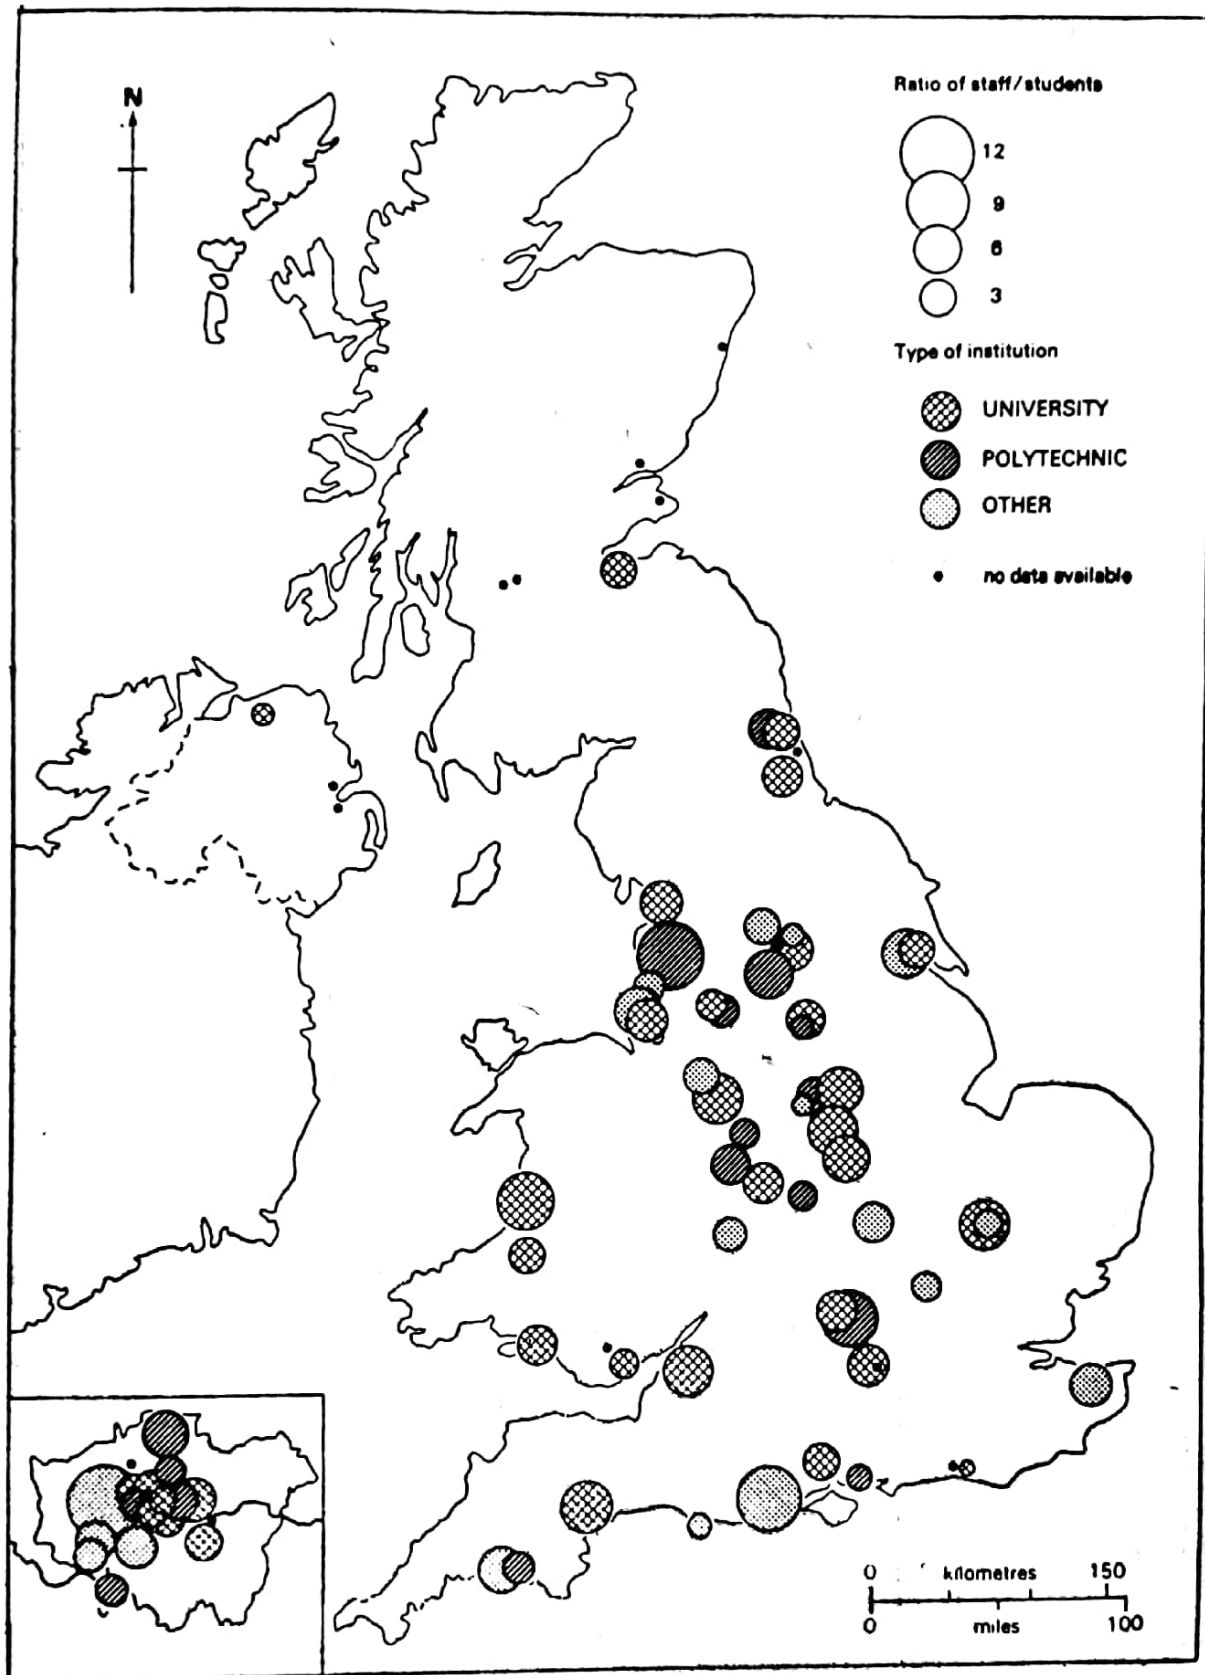 N
Ratio of staff/students
12
9
6
3
Type of institution
UNIVERSITY
POLYTECHNIC
OTHER
no data available
0 kilometres 150
0 miles 100